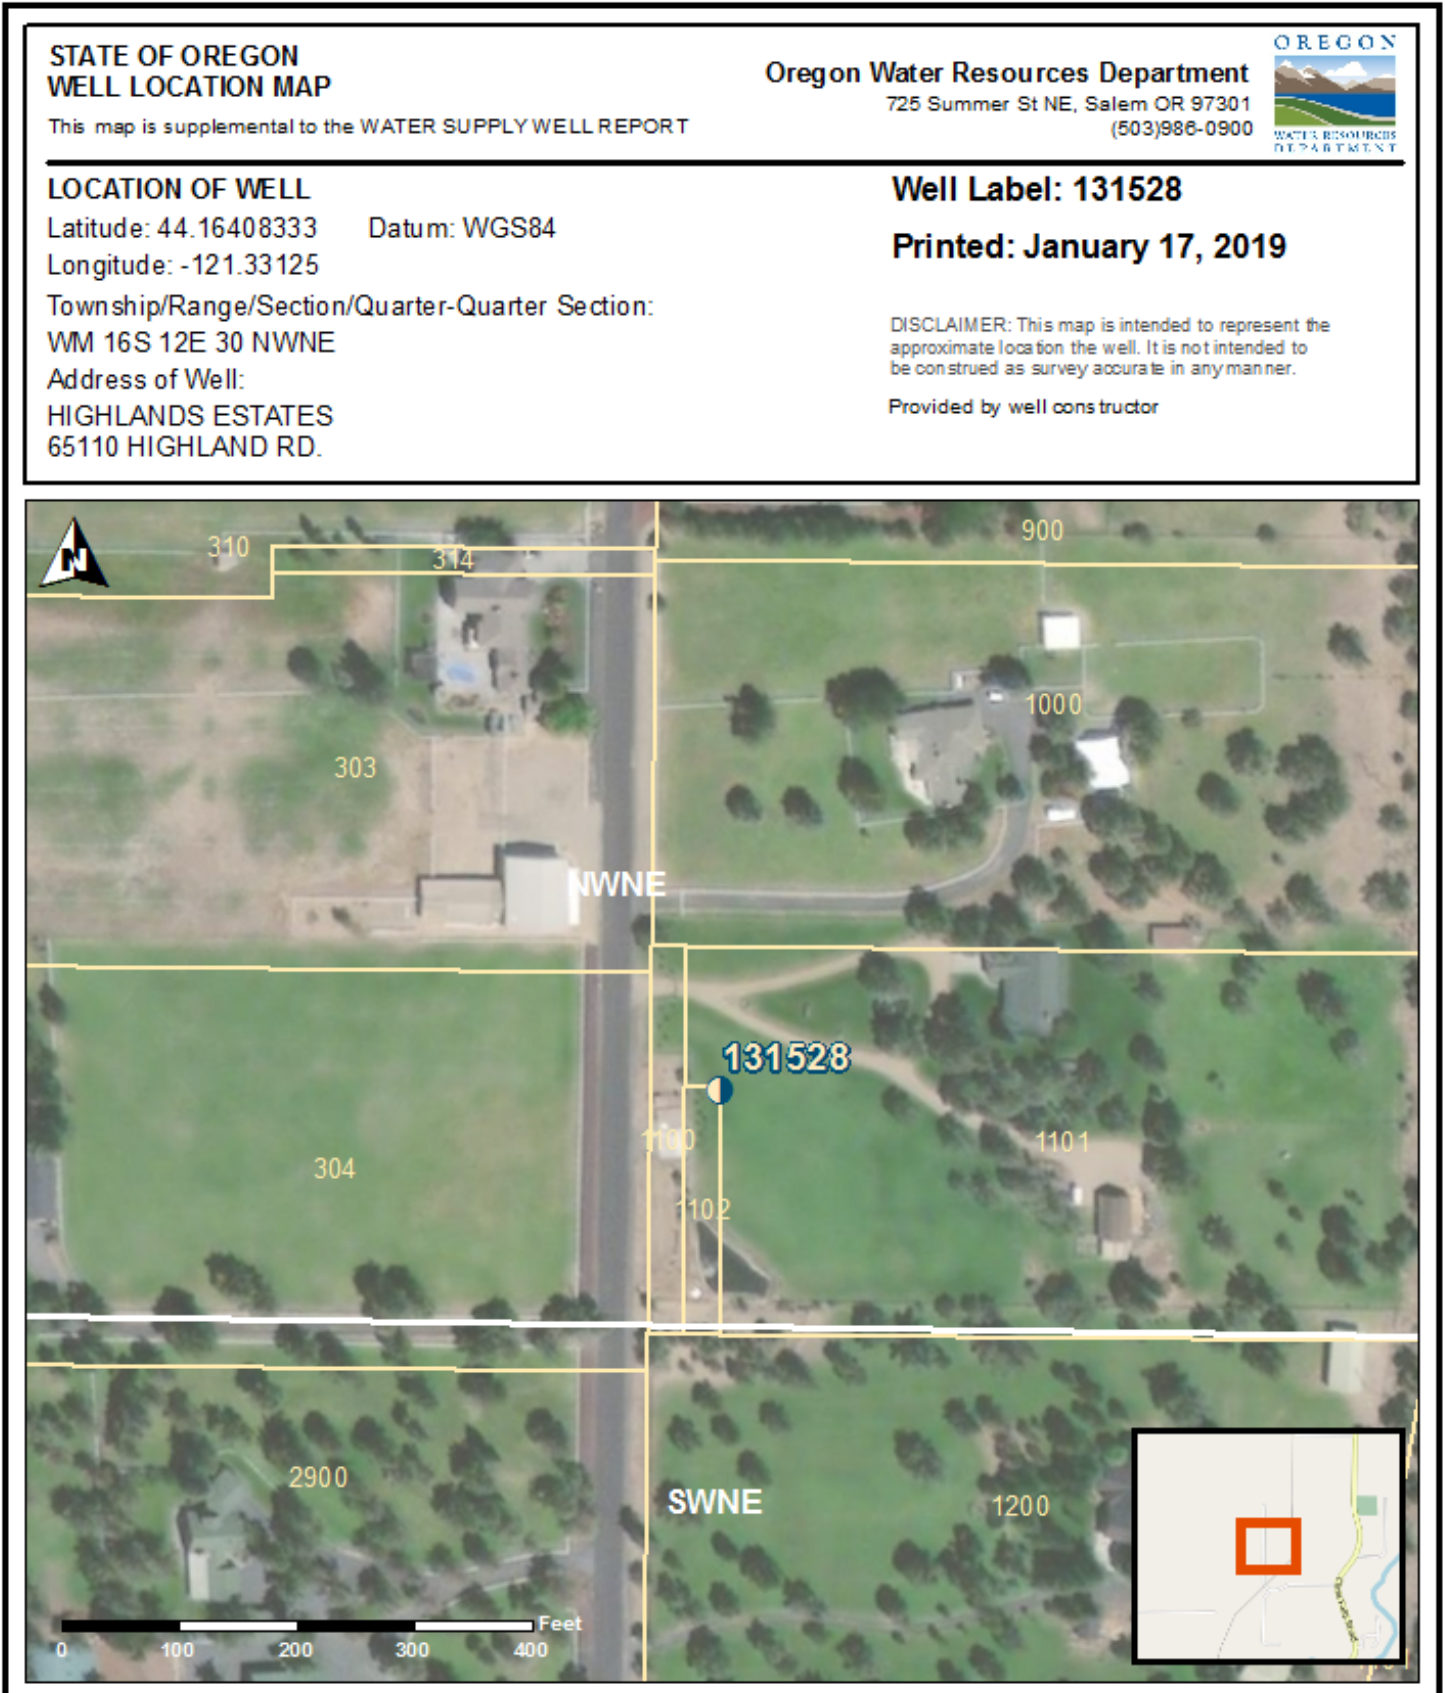 STATE OF OREGON
WELL LOCATION MAP
This map is supplemental to the WATER SUPPLY WELL REPORT
Oregon Water Resources Department
725 Summer St NE, Salem OR 97301
(503)986-0900
OREGON
WATER RESOURCES
DEPARTMENT
LOCATION OF WELL
Latitude: 44.16408333 Datum: WGS84
Longitude: -121.33125
Township/Range/Section/Quarter-Quarter Section:
WM 16S 12E 30 NWNE
Address of Well:
HIGHLANDS ESTATES
65110 HIGHLAND RD.
Well Label: 131528
Printed: January 17, 2019
DISCLAIMER: This map is intended to represent the
approximate location the well. It is not intended to
be construed as survey accurate in any manner.
Provided by well constructor
N
310
314
900
1000
303
NWNE
131528
1100
1101
304
1102
2900
SWNE
1200
Feet
0 100 200 300 400